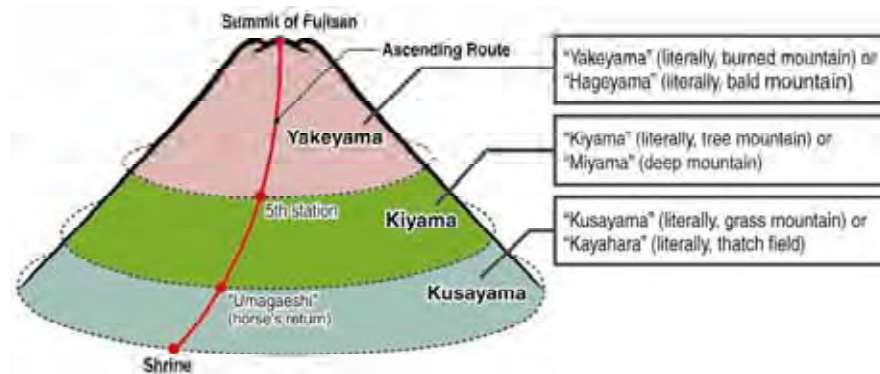 Summit of Fujisan
Ascending Route
"Yakeyama" (literally, burned mountain) or
"Hageyama" (literally, bald mountain)
Yakeyama
"Kiyama" (literally, tree mountain) or
"Miyama" (deep mountain)
5th station
Kiyama
"Kusayama" (literally, grass mountain) or
"Kayahara" (literally, thatch field)
Kusayama
"Umagaeshi"
(horse's return)
Shrine